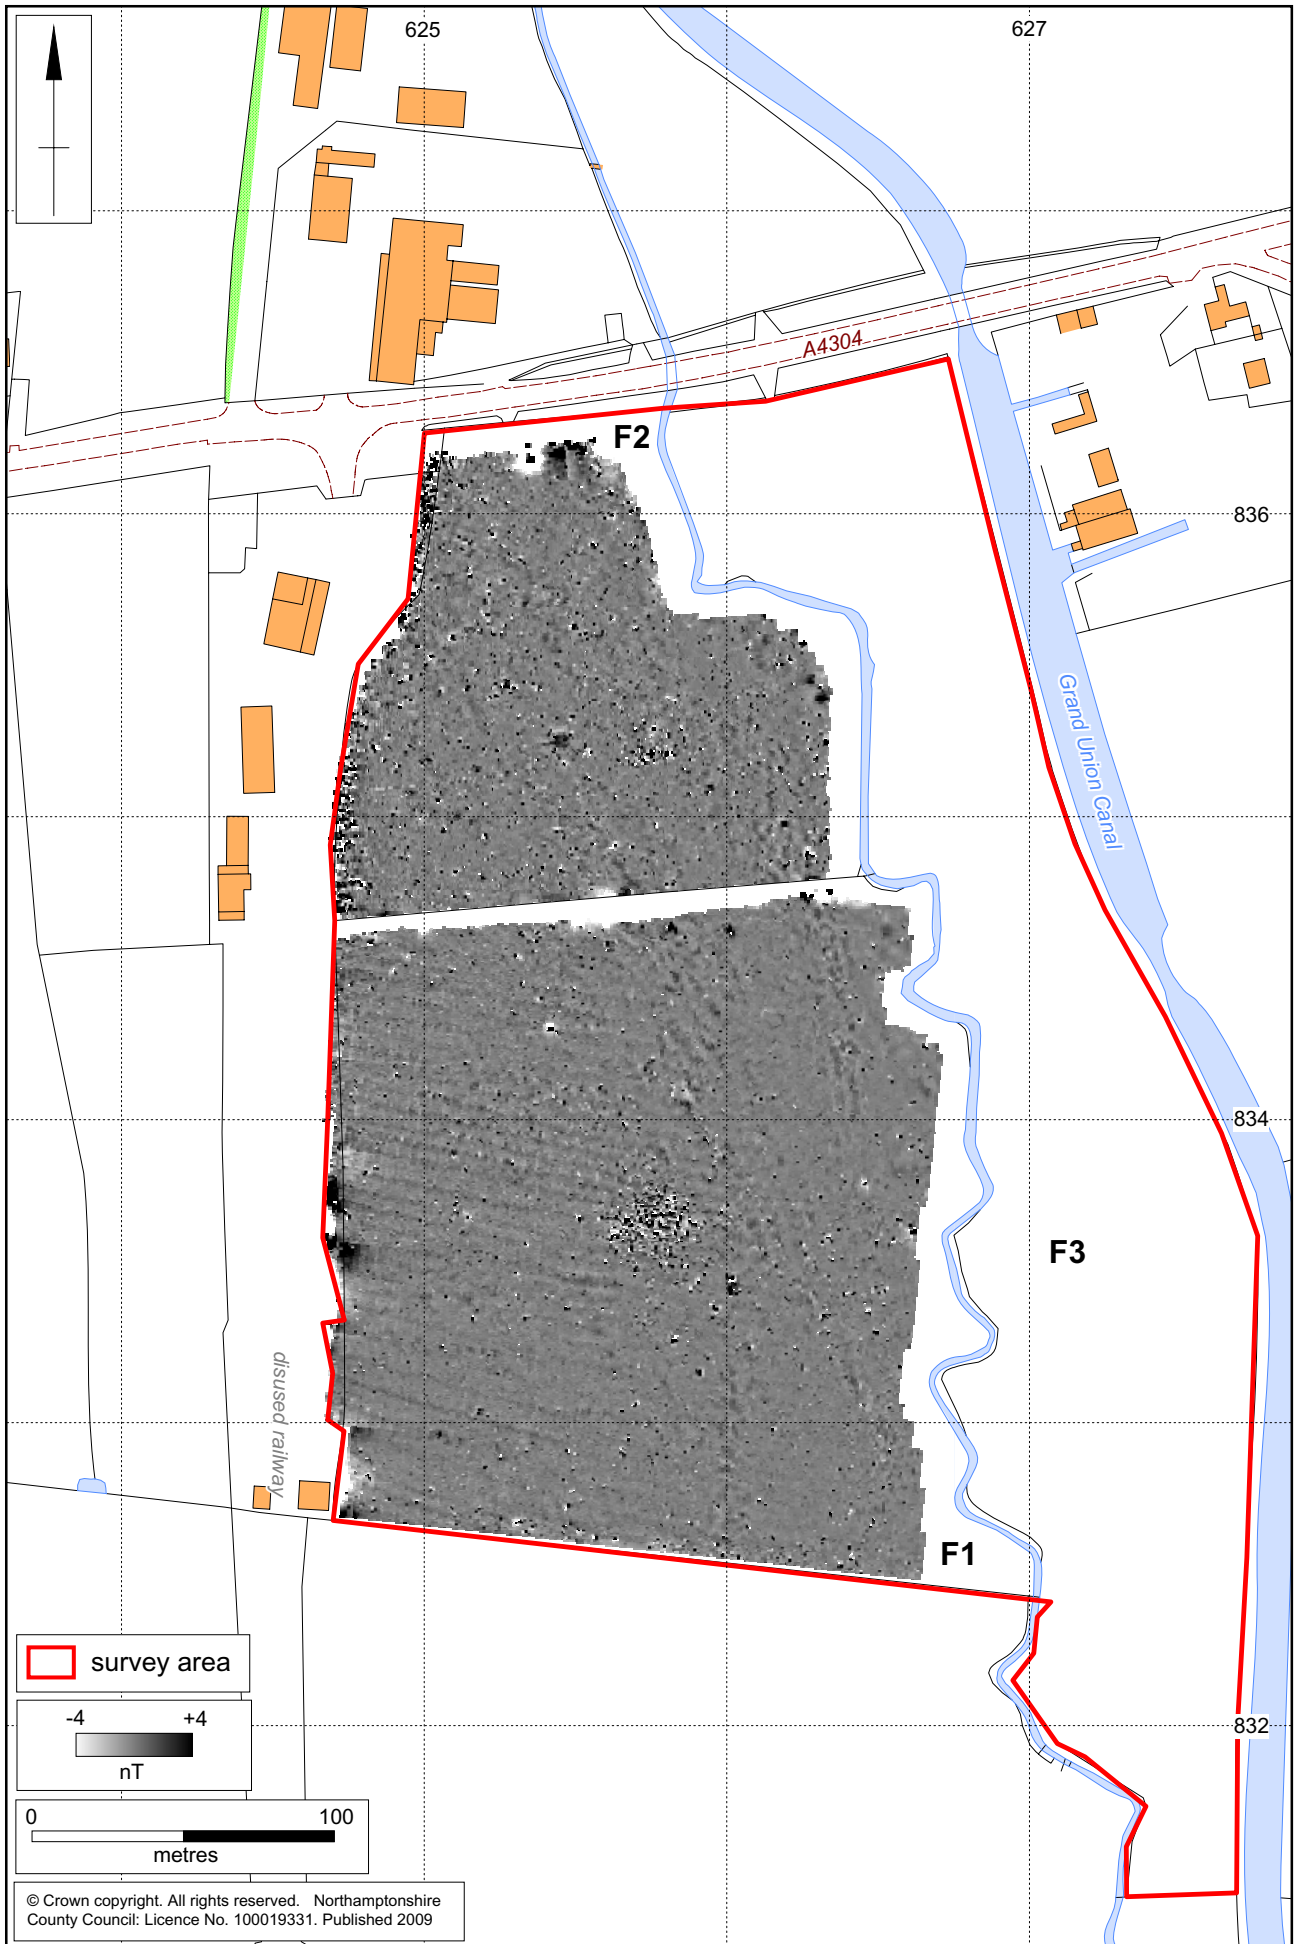 625
627
A4304
F2
836
Grand Union Canal
834
F3
disused railway
F1
survey area
-4 +4
nT
832
0 100
metres
© Crown copyright. All rights reserved. Northamptonshire
County Council: Licence No. 100019331. Published 2009